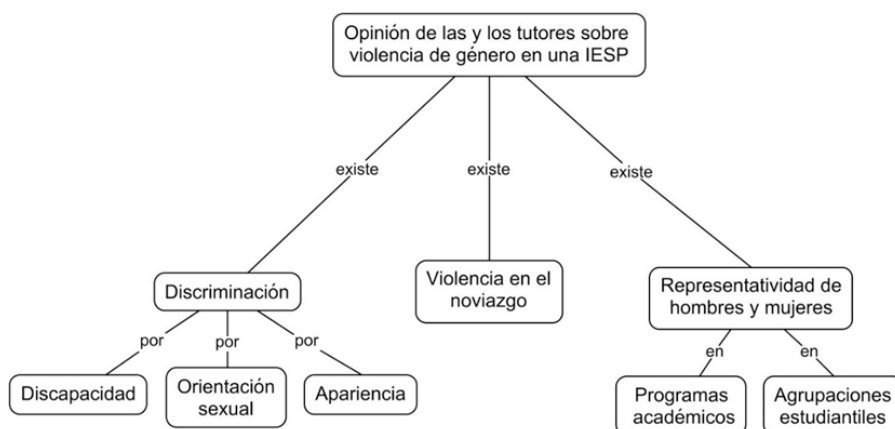 Opinión de las y los tutores sobre
violencia de género en una IESP
existe
existe
existe
Discriminación
Violencia en el
noviazgo
Representatividad de
hombres y mujeres
por
por
por
en
en
Discapacidad
Orientación
sexual
Apariencia
Programas
académicos
Agrupaciones
estudiantiles